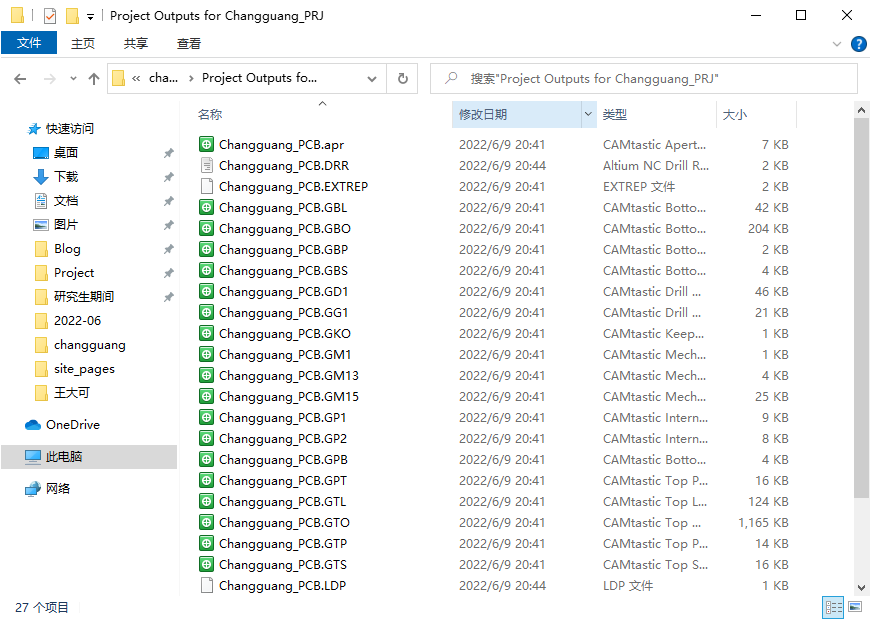 Project Outputs for Changguang_PRJ
文件 主页 共享 查看
« cha... › Project Outputs fo... 搜索"Project Outputs for Changguang_PRJ"
名称 修改日期 类型 大小
快速访问
桌面
下载
文档
图片
Blog
Project
研究生期间
2022-06
changguang
site_pages
王大可
OneDrive
此电脑
网络
Changguang_PCB.apr 2022/6/9 20:41 CAMtastic Apert... 7 KB
Changguang_PCB.DRR 2022/6/9 20:44 Altium NC Drill R... 2 KB
Changguang_PCB.EXTREP 2022/6/9 20:41 EXTREP 文件 2 KB
Changguang_PCB.GBL 2022/6/9 20:41 CAMtastic Botto... 42 KB
Changguang_PCB.GBO 2022/6/9 20:41 CAMtastic Botto... 204 KB
Changguang_PCB.GBP 2022/6/9 20:41 CAMtastic Botto... 2 KB
Changguang_PCB.GBS 2022/6/9 20:41 CAMtastic Botto... 4 KB
Changguang_PCB.GD1 2022/6/9 20:41 CAMtastic Drill ... 46 KB
Changguang_PCB.GG1 2022/6/9 20:41 CAMtastic Drill ... 21 KB
Changguang_PCB.GKO 2022/6/9 20:41 CAMtastic Keep... 1 KB
Changguang_PCB.GM1 2022/6/9 20:41 CAMtastic Mech... 1 KB
Changguang_PCB.GM13 2022/6/9 20:41 CAMtastic Mech... 4 KB
Changguang_PCB.GM15 2022/6/9 20:41 CAMtastic Mech... 25 KB
Changguang_PCB.GP1 2022/6/9 20:41 CAMtastic Intern... 9 KB
Changguang_PCB.GP2 2022/6/9 20:41 CAMtastic Intern... 8 KB
Changguang_PCB.GPB 2022/6/9 20:41 CAMtastic Botto... 4 KB
Changguang_PCB.GPT 2022/6/9 20:41 CAMtastic Top P... 16 KB
Changguang_PCB.GTL 2022/6/9 20:41 CAMtastic Top L... 124 KB
Changguang_PCB.GTO 2022/6/9 20:41 CAMtastic Top ... 1,165 KB
Changguang_PCB.GTP 2022/6/9 20:41 CAMtastic Top P... 14 KB
Changguang_PCB.GTS 2022/6/9 20:41 CAMtastic Top S... 16 KB
Changguang_PCB.LDP 2022/6/9 20:44 LDP 文件 1 KB
27 个项目